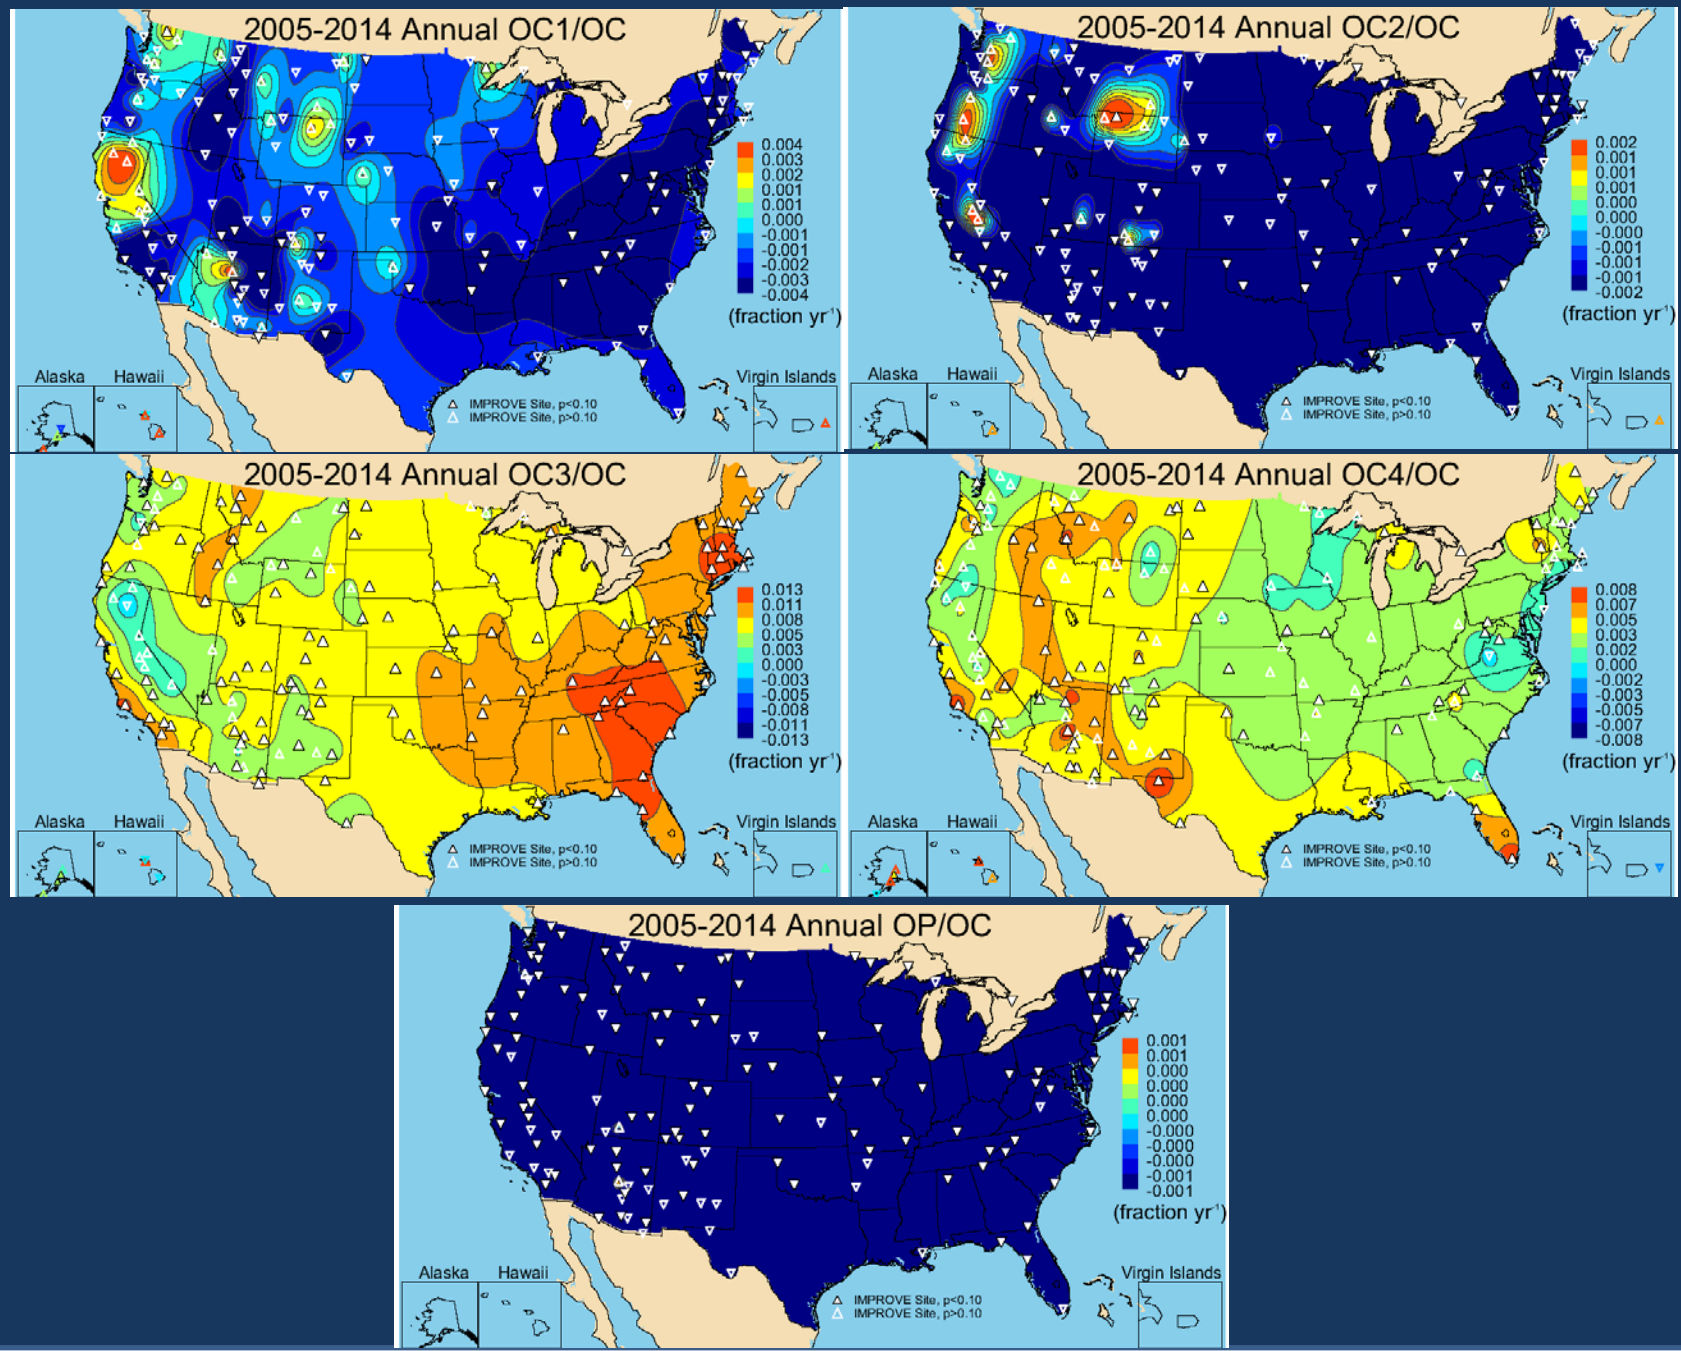 2005-2014 Annual OC1/OC
0.004
0.003
0.002
0.001
0.001
0.000
-0.001
-0.001
-0.002
-0.003
-0.004
(fraction yr-1)
Alaska
Hawaii
Virgin Islands
IMPROVE Site, p<0.10
IMPROVE Site, p>0.10
2005-2014 Annual OC2/OC
0.002
0.001
0.001
0.001
0.000
0.000
-0.000
-0.001
-0.001
-0.001
-0.002
(fraction yr-1)
Alaska
Hawaii
Virgin Islands
IMPROVE Site, p<0.10
IMPROVE Site, p>0.10
2005-2014 Annual OC3/OC
0.013
0.011
0.008
0.005
0.003
0.000
-0.003
-0.005
-0.008
-0.011
-0.013
(fraction yr-1)
Alaska
Hawaii
Virgin Islands
IMPROVE Site, p<0.10
IMPROVE Site, p>0.10
2005-2014 Annual OC4/OC
0.008
0.007
0.005
0.003
0.002
0.000
-0.002
-0.003
-0.005
-0.007
-0.008
(fraction yr-1)
Alaska
Hawaii
Virgin Islands
IMPROVE Site, p<0.10
IMPROVE Site, p>0.10
2005-2014 Annual OP/OC
0.001
0.001
0.000
0.000
0.000
0.000
-0.000
-0.000
-0.000
-0.001
-0.001
(fraction yr-1)
Alaska
Hawaii
Virgin Islands
IMPROVE Site, p<0.10
IMPROVE Site, p>0.10